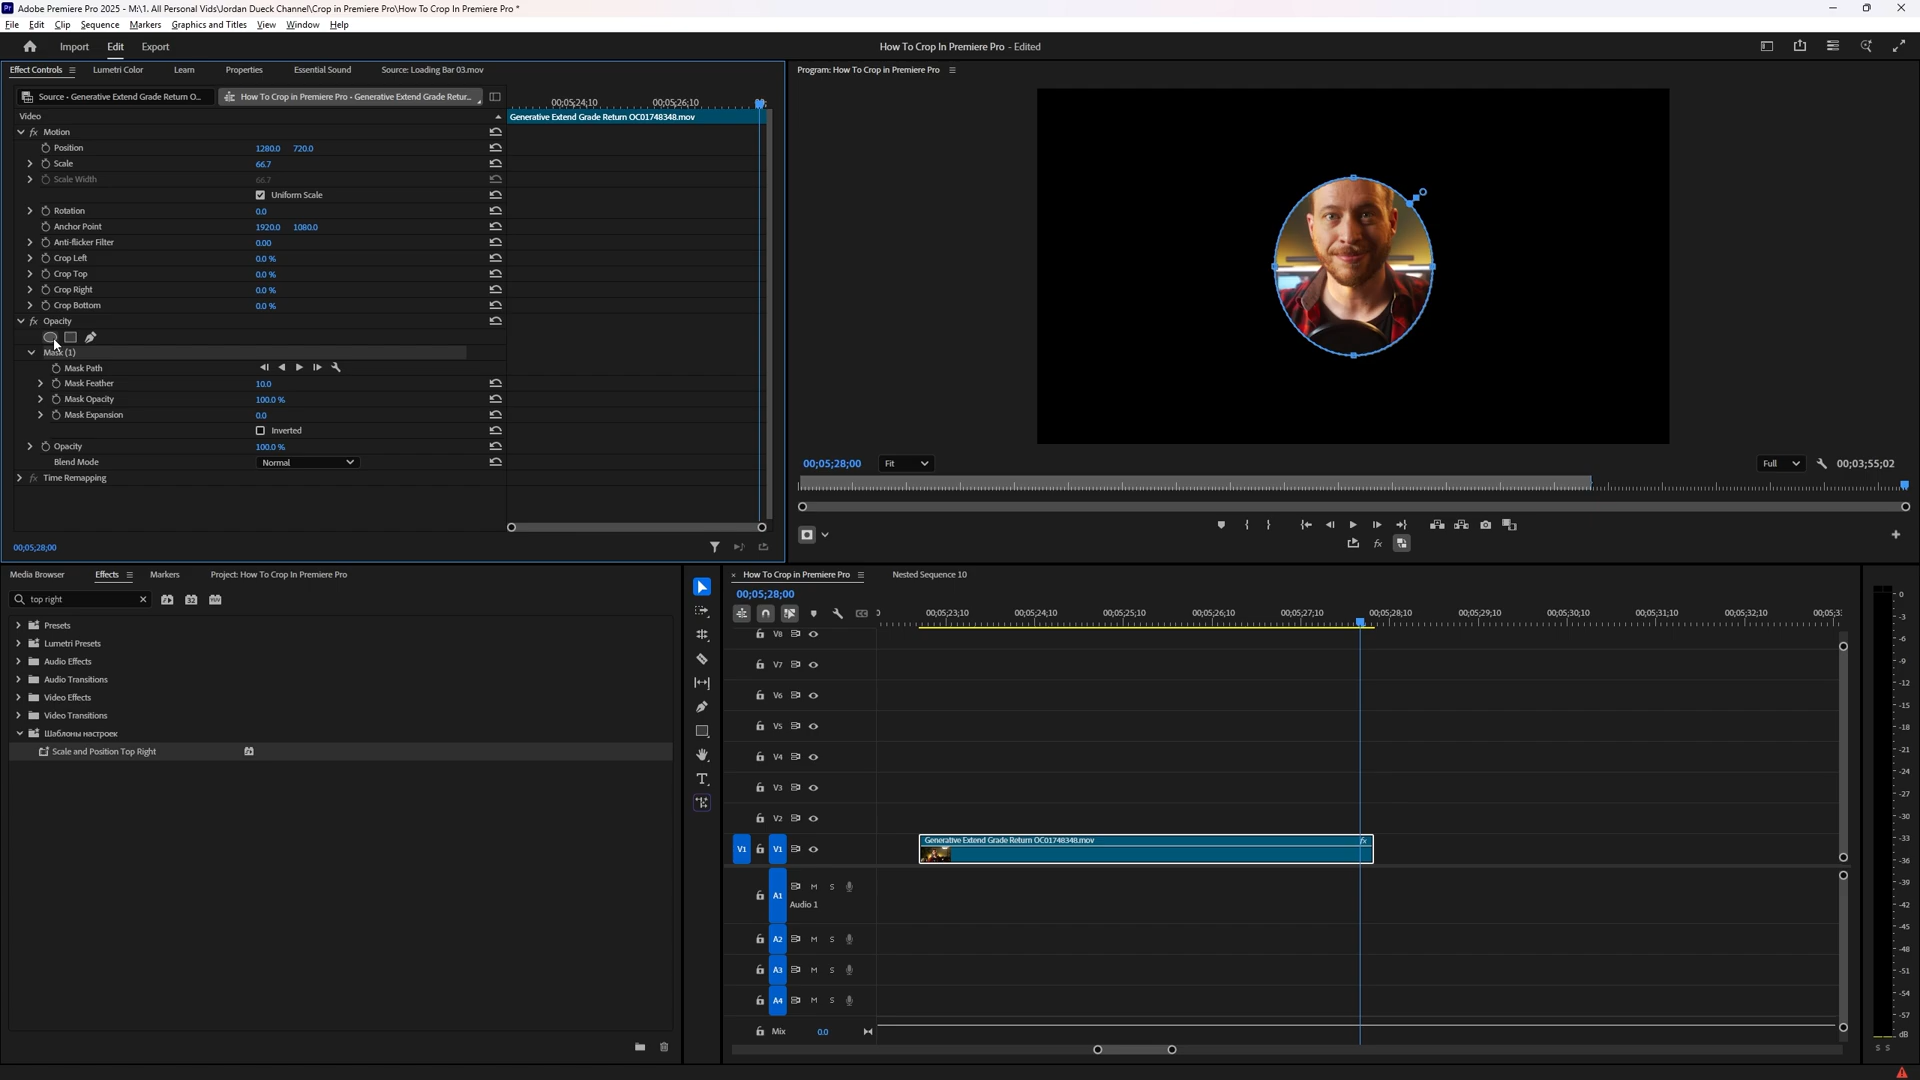 Adobe Premiere Pro 2025 - M:\1. All Personal Vids\Jordan Dueck Channel\Crop in Premiere Pro\How To Crop In Premiere Pro *
File Edit Clip Sequence Markers Graphics and Titles View Window Help
Import Edit Export
How To Crop In Premiere Pro - Edited
Effect Controls Lumetri Color Learn Properties Essential Sound Source: Loading Bar 03.mov
Source • Generative Extend Grade Return O...
How To Crop in Premiere Pro • Generative Extend Grade Retur...
00;05;24;10 00;05;26;10
Video
Generative Extend Grade Return OC01748348.mov
fx Motion
Position 1280.0 720.0
Scale 66.7
Scale Width 66.7
Uniform Scale
Rotation 0.0
Anchor Point 1920.0 1080.0
Anti-flicker Filter 0.00
Crop Left 0.0 %
Crop Top 0.0 %
Crop Right 0.0 %
Crop Bottom 0.0 %
fx Opacity
Mask (1)
Mask Path
Mask Feather 10.0
Mask Opacity 100.0 %
Mask Expansion 0.0
Inverted
Opacity 100.0 %
Blend Mode Normal
fx Time Remapping
00;05;28;00
Program: How To Crop in Premiere Pro
00;05;28;00 Fit Full 00;03;55;02
fx
Media Browser Effects Markers Project: How To Crop In Premiere Pro
top right
Presets
Lumetri Presets
Audio Effects
Audio Transitions
Video Effects
Video Transitions
Шаблоны настроек
Scale and Position Top Right
× How To Crop in Premiere Pro Nested Sequence 10
00;05;28;00
00;05;23;10 00;05;24;10 00;05;25;10 00;05;26;10 00;05;27;10 00;05;28;10 00;05;29;10 00;05;30;10 00;05;31;10 00;05;32;10
V8
V7
V6
V5
V4
V3
V2
V1 V1
Generative Extend Grade Return OC01748348.mov fx
A1 M S
Audio 1
A2 M S
A3 M S
A4 M S
Mix 0.0
0
-3
-6
-9
-12
-15
-18
-21
-24
-27
-30
-33
-36
-39
-42
-45
-48
-51
-54
-57
dB
S S